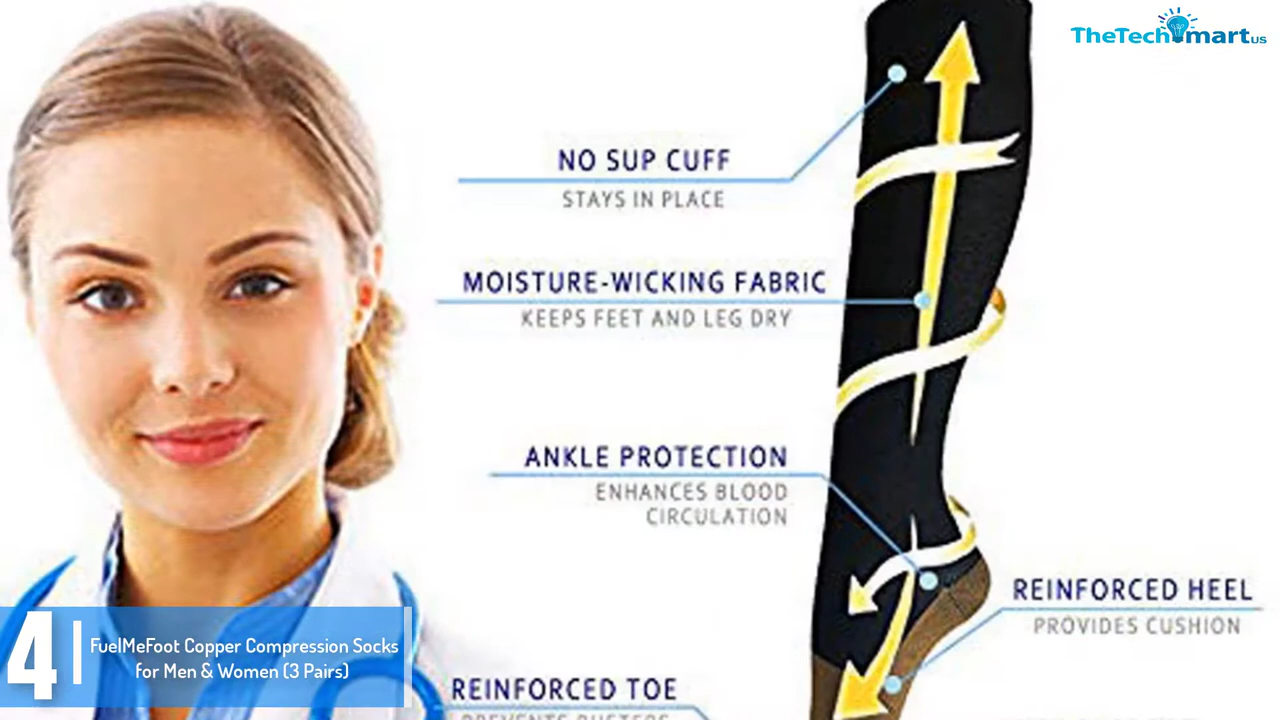 TheTechmart US
NO SUP CUFF
STAYS IN PLACE
MOISTURE-WICKING FABRIC
KEEPS FEET AND LEG DRY
ANKLE PROTECTION
ENHANCES BLOOD
CIRCULATION
REINFORCED HEEL
PROVIDES CUSHION
4
FuelMeFoot Copper Compression Socks
for Men & Women (3 Pairs)
REINFORCED TOE